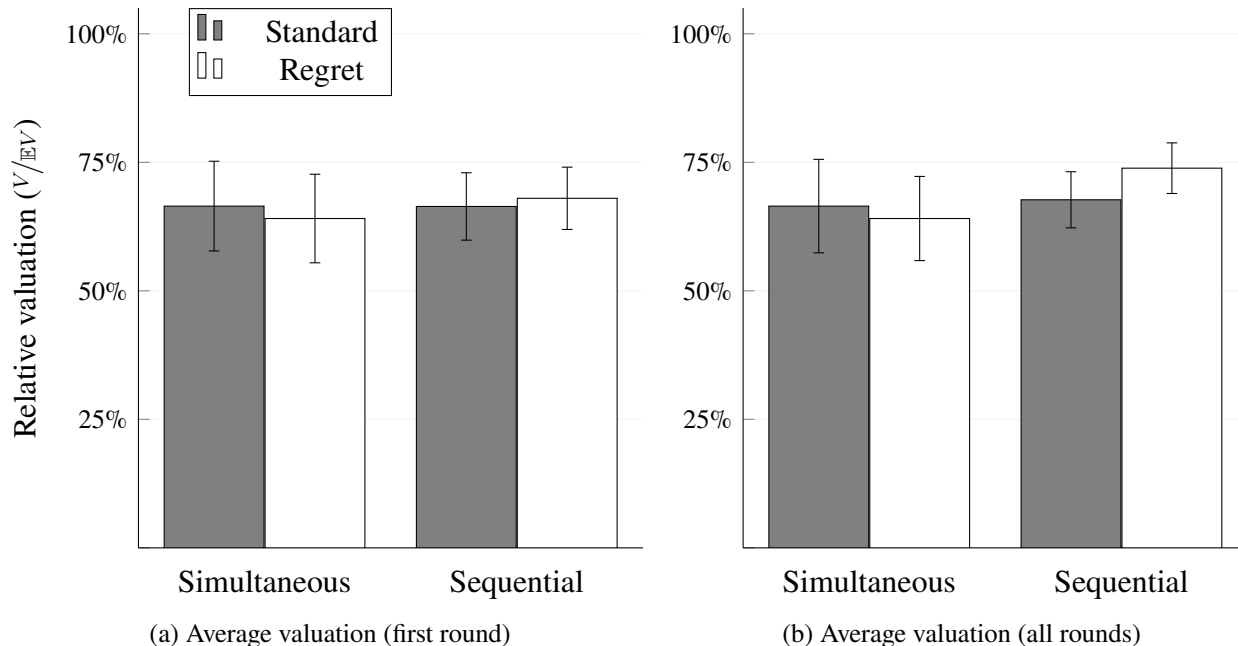 Relative valuation (V/𝔼V)
100%
75%
50%
25%
Standard
Regret
Simultaneous
Sequential
(a) Average valuation (first round)
100%
75%
50%
25%
Simultaneous
Sequential
(b) Average valuation (all rounds)